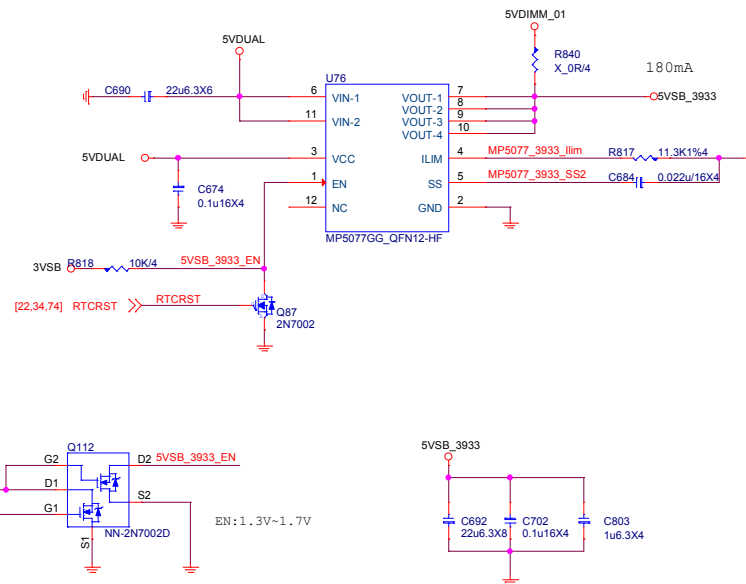 5VDIMM_01
5VDUAL
R840
X_0R/4
180mA
U76
C690
22u6.3X6
6
VIN-1
VOUT-1
7
5VSB_3933
VOUT-2
8
11
VIN-2
VOUT-3
9
VOUT-4
10
5VDUAL
3
VCC
ILIM
4
MP5077_3933_Ilim
R817
11.3K1%4
1
EN
SS
5
MP5077_3933_SS2
C684
0.022u/16X4
C674
0.1u16X4
12
NC
GND
2
MP5077GG_QFN12-HF
3VSB
R818
10K/4
5VSB_3933_EN
[22,34,74]
RTCRST
RTCRST
Q87
2N7002
Q112
G2
D2
5VSB_3933_EN
D1
S2
G1
EN:1.3V~1.7V
NN-2N7002D
S1
5VSB_3933
C692
22u6.3X8
C702
0.1u16X4
C803
1u6.3X4